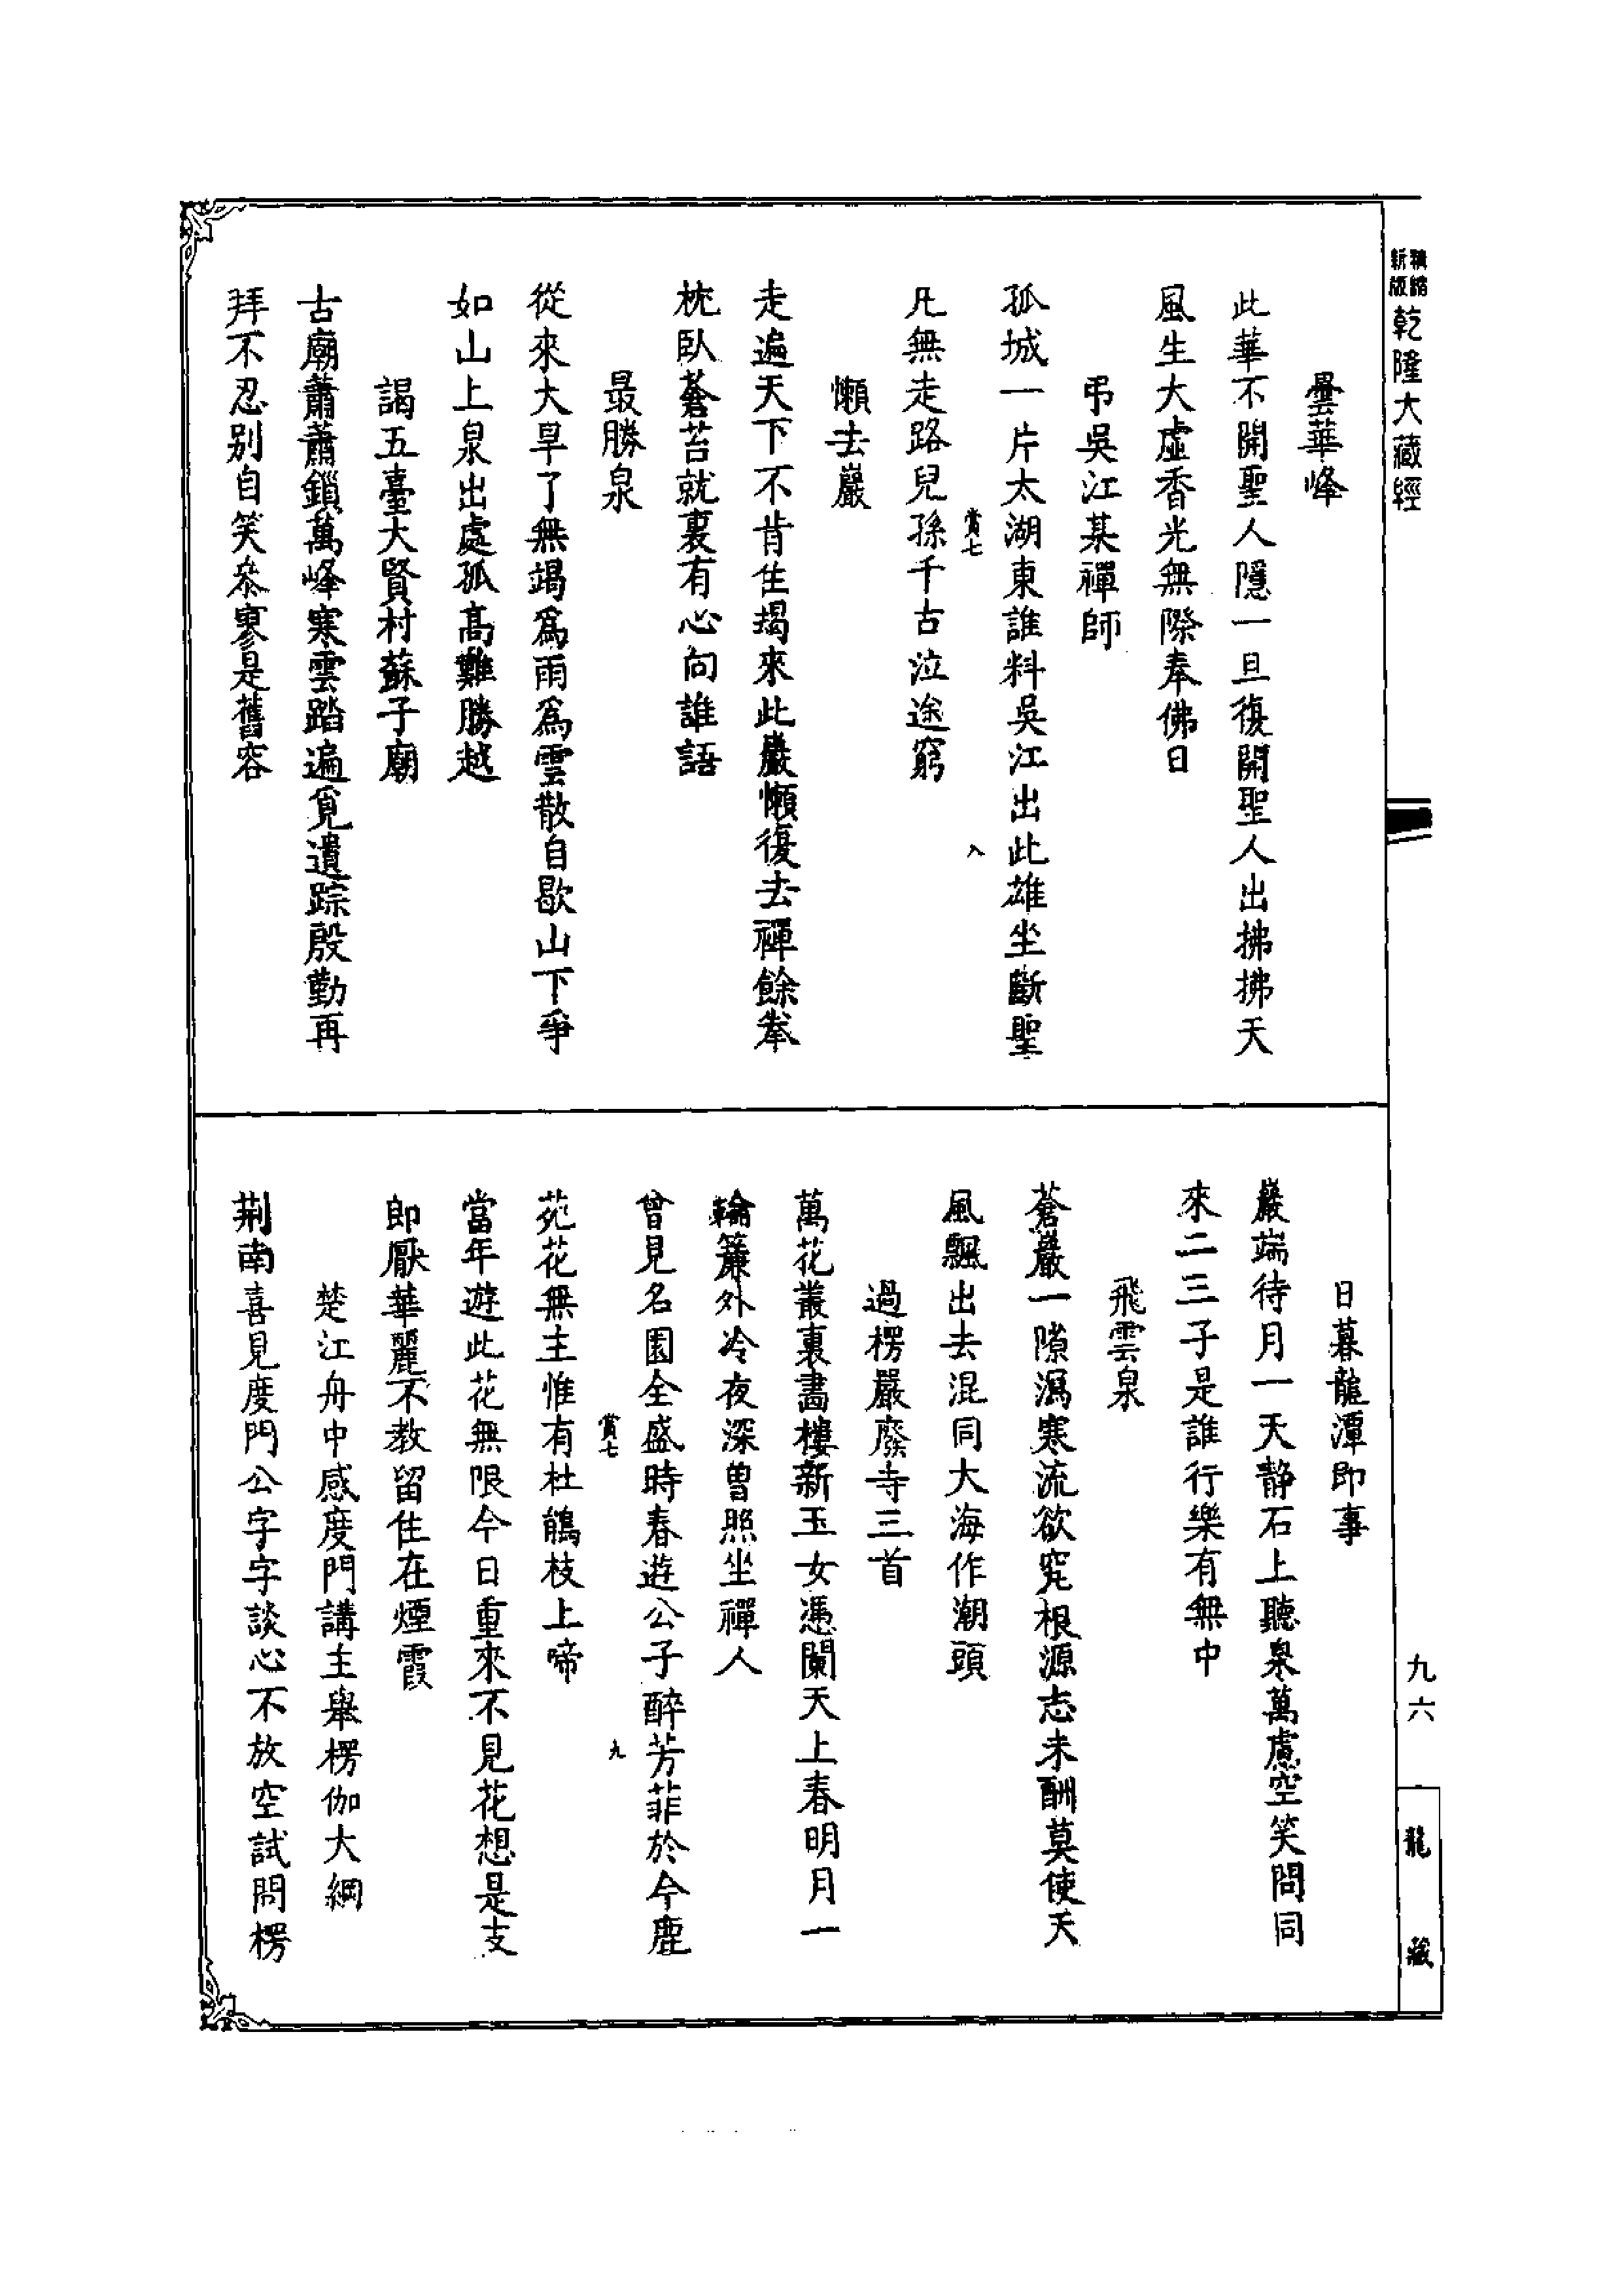 精縮
新版
乾隆大藏經
曇華峰
此華不開聖人隱一旦復開聖人出拂拂天
風生大虛香光無際奉佛日
弔吳江某禪師
孤城一片太湖東誰料吳江出此雄坐斷聖
賞七
八
凡無走路兒孫千古泣途窮
懶去巖
走遍天下不肯住朅來此巖懶復去禪餘拳
枕臥蒼苔就裏有心向誰語
最勝泉
從來大旱了無竭為雨為雲散自歇山下爭
如山上泉出處孤高難勝越
謁五臺大賢村蘇子廟
古廟蕭蕭鎖萬峰寒雲踏遍覓遺踪殷勤再
拜不忍別自笑參寥是舊容
日暮龍潭即事
巖端待月一天靜石上聽泉萬慮空笑問同
來二三子是誰行樂有無中
飛雲泉
蒼巖一隙瀉寒流欲究根源志未酬莫使天
風飄出去混同大海作潮頭
過楞嚴廢寺三首
萬花叢裏畵樓新玉女憑闌天上春明月一
輪簾外冷夜深曾照坐禪人
曾見名園全盛時春遊公子醉芳菲於今鹿
賞七
九
苑花無主惟有杜鵑枝上啼
當年遊此花無限今日重來不見花想是支
郎厭華麗不教留住在煙霞
楚江舟中感度門講主舉楞伽大綱
荆南喜見度門公字字談心不放空試問楞
九六
龍藏